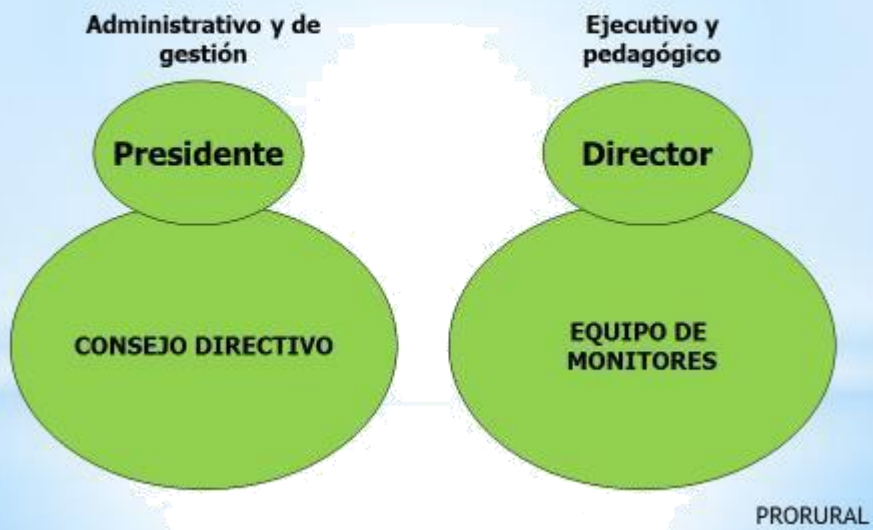 Administrativo y de
gestión
Presidente
CONSEJO DIRECTIVO
Ejecutivo y
pedagógico
Director
EQUIPO DE
MONITORES
PRORURAL